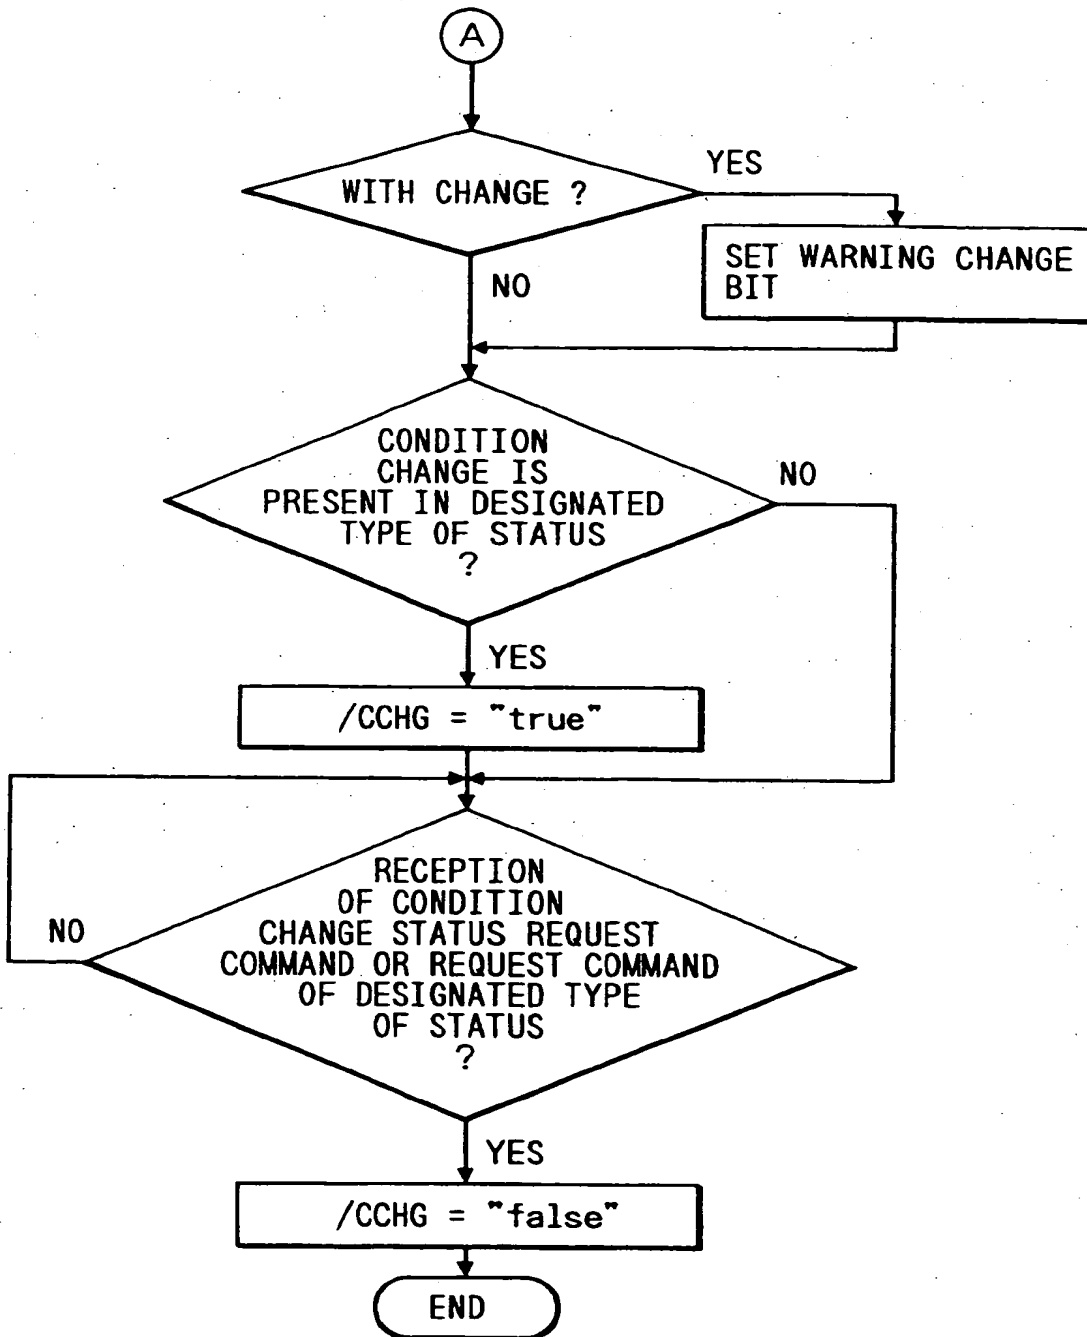 A
WITH CHANGE ?
YES
SET WARNING CHANGE
BIT
NO
CONDITION
CHANGE IS
PRESENT IN DESIGNATED
TYPE OF STATUS
?
NO
YES
/CCHG = "true"
RECEPTION
OF CONDITION
CHANGE STATUS REQUEST
COMMAND OR REQUEST COMMAND
OF DESIGNATED TYPE
OF STATUS
?
NO
YES
/CCHG = "false"
END